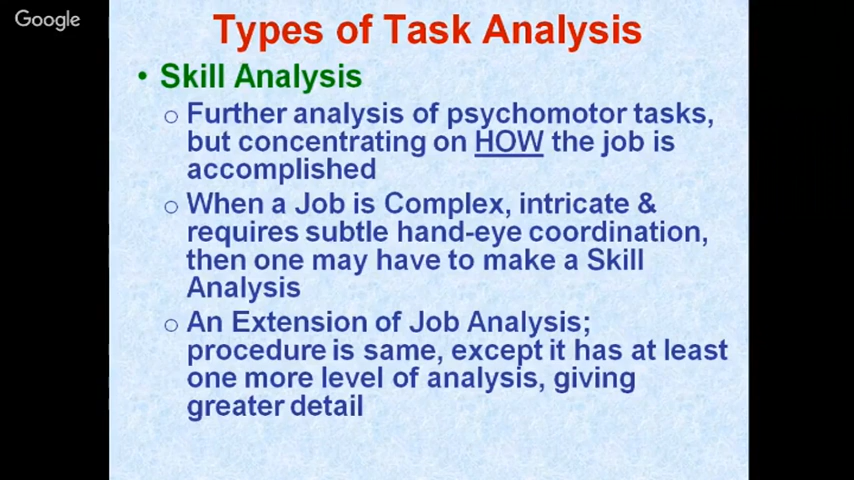 Google
Types of Task Analysis
• Skill Analysis
o Further analysis of psychomotor tasks,
but concentrating on HOW the job is
accomplished
o When a Job is Complex, intricate &
requires subtle hand-eye coordination,
then one may have to make a Skill
Analysis
o An Extension of Job Analysis;
procedure is same, except it has at least
one more level of analysis, giving
greater detail